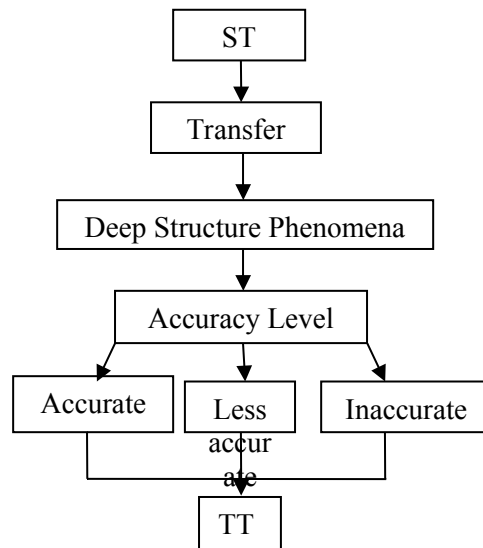 ST
Transfer
Deep Structure Phenomena
Accuracy Level
Accurate
Less
accur
ate
Inaccurate
TT